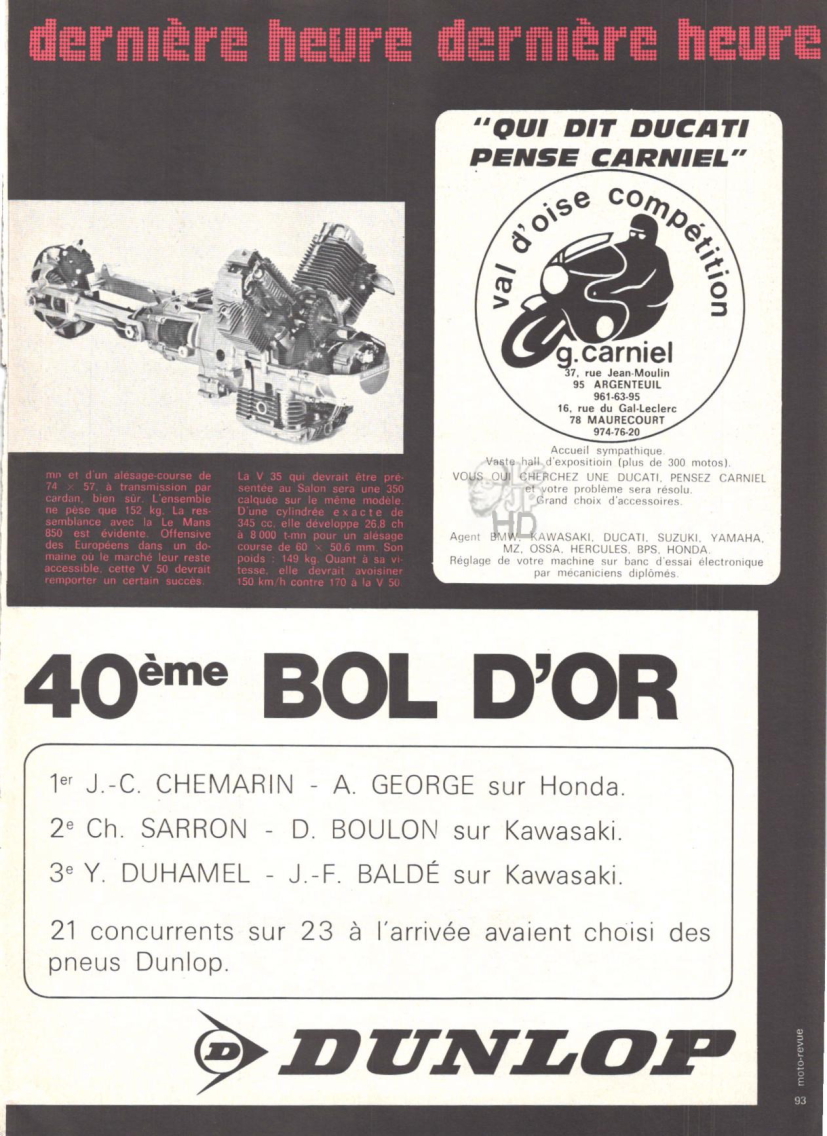 dernière heure dernière heure
mn et d'un alésage-course de
74 × 57, à transmission par
cardan, bien sûr. L'ensemble
ne pèse que 152 kg. La res-
semblance avec la Le Mans
850 est évidente. Offensive
des Européens dans un do-
maine où le marché leur reste
accessible, cette V 50 devrait
remporter un certain succès.
La V 35 qui devrait être pré-
sentée au Salon sera une 350
calquée sur le même modèle.
D'une cylindrée exacte de
345 cc, elle développe 26,8 ch
à 8 000 t-mn pour un alésage
course de 60 × 50,6 mm. Son
poids : 149 kg. Quant à sa vi-
tesse, elle devrait avoisiner
150 km/h contre 170 à la V 50.
"QUI DIT DUCATI
PENSE CARNIEL"
val d'oise compétition
g.carniel
37, rue Jean-Moulin
95 ARGENTEUIL
961-63-95
16, rue du Gal-Leclerc
78 MAURECOURT
974-76-20
Accueil sympathique.
Vaste hall d'expositioin (plus de 300 motos).
VOUS QUI CHERCHEZ UNE DUCATI, PENSEZ CARNIEL
et votre problème sera résolu.
Grand choix d'accessoires.
HD
Agent BMW, KAWASAKI, DUCATI, SUZUKI, YAMAHA,
MZ, OSSA, HERCULES, BPS, HONDA.
Réglage de votre machine sur banc d'essai électronique
par mécaniciens diplômés.
40ème BOL D'OR
1er J.-C. CHEMARIN - A. GEORGE sur Honda.
2e Ch. SARRON - D. BOULON sur Kawasaki.
3e Y. DUHAMEL - J.-F. BALDÉ sur Kawasaki.
21 concurrents sur 23 à l'arrivée avaient choisi des
pneus Dunlop.
D DUNLOP
moto-revue
93